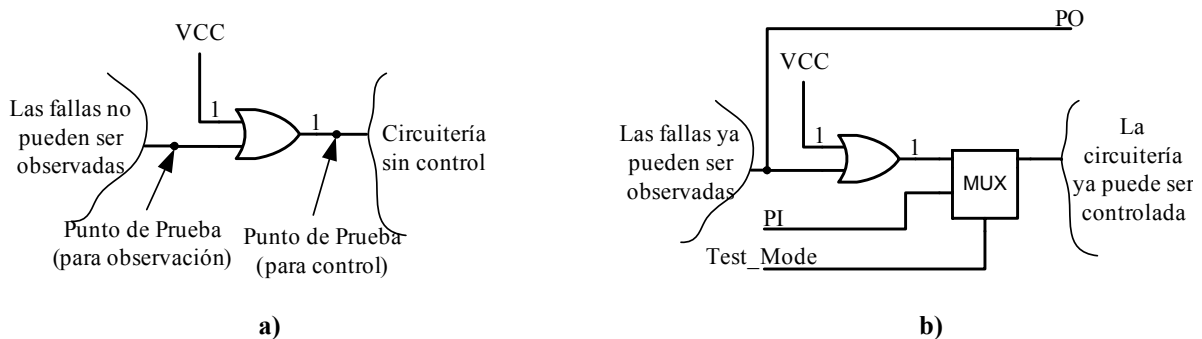 VCC
1
Las fallas no
pueden ser
observadas
1
Circuitería
sin control
Punto de Prueba
(para observación)
Punto de Prueba
(para control)
a)
PO
VCC
1
Las fallas ya
pueden ser
observadas
1
MUX
La
circuitería
ya puede ser
controlada
PI
Test_Mode
b)